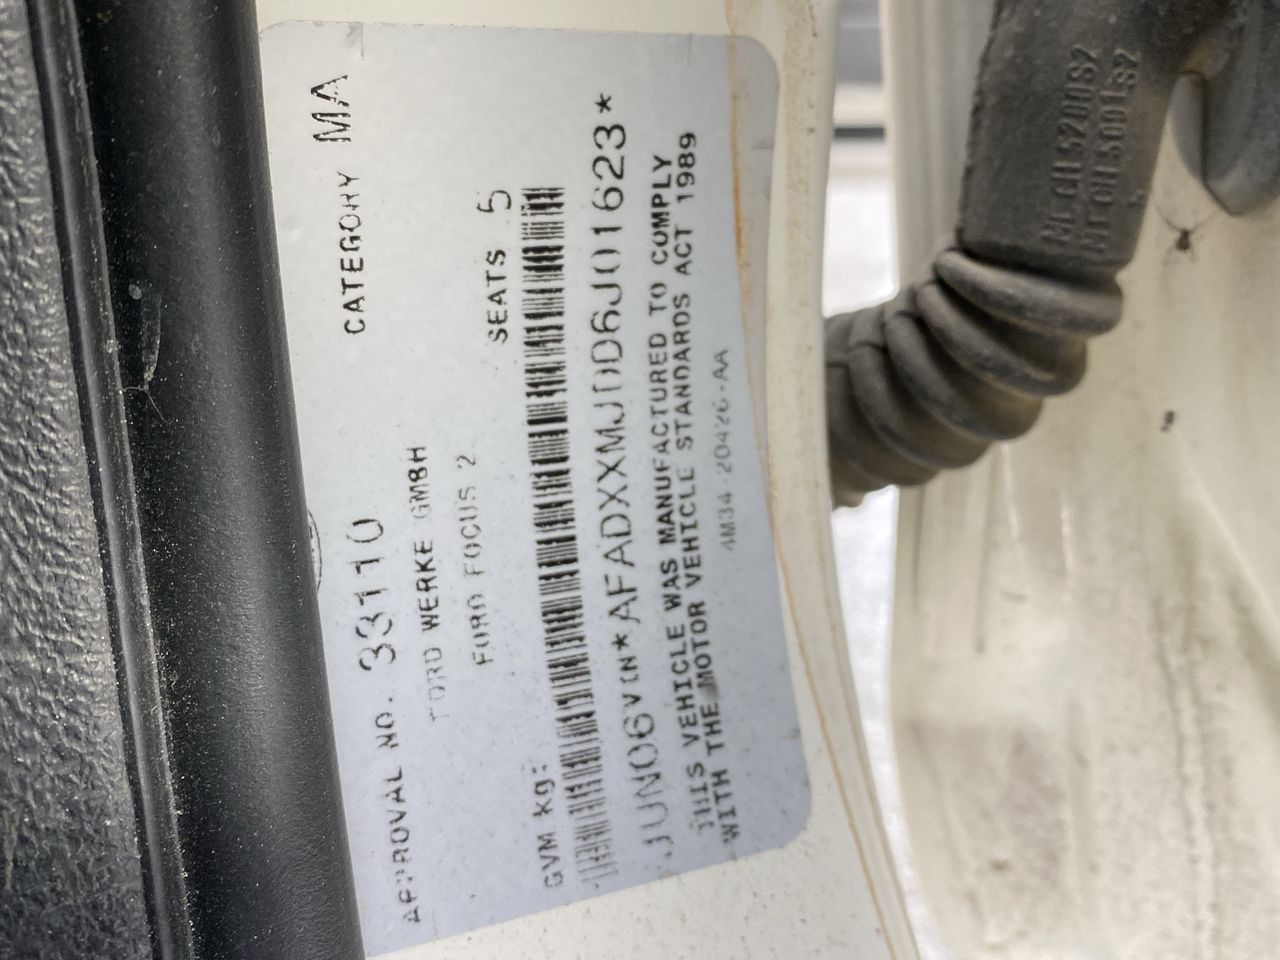 APPROVAL NO. 33110 CATEGORY MA
FORD WERKE GMBH
FORD FOCUS 2
GVM Kg: SEATS 5
JUN06VIN*AFADXXMJDD6J01623*
THIS VEHICLE WAS MANUFACTURED TO COMPLY
WITH THE MOTOR VEHICLE STANDARDS ACT 1989
4M34-20426-AA